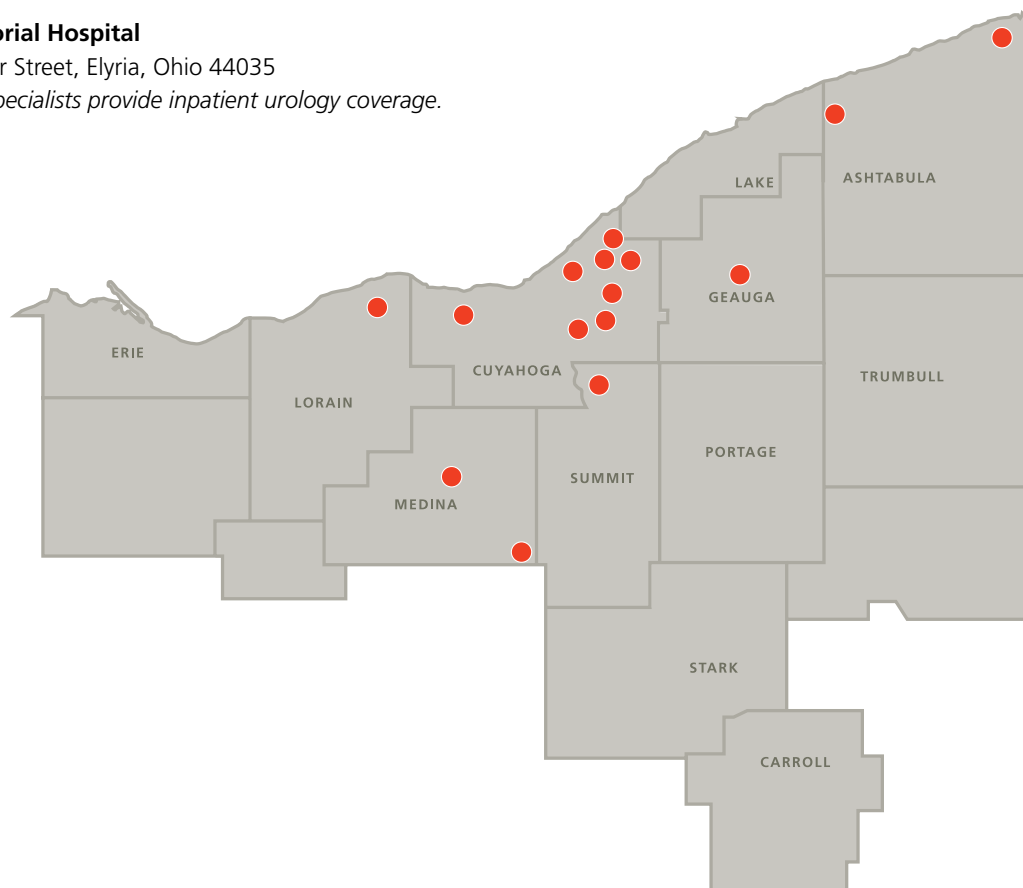 orial Hospital
r Street, Elyria, Ohio 44035
pecialists provide inpatient urology coverage.
LAKE
ASHTABULA
GEAUGA
ERIE
CUYAHOGA
TRUMBULL
LORAIN
PORTAGE
SUMMIT
MEDINA
STARK
CARROLL